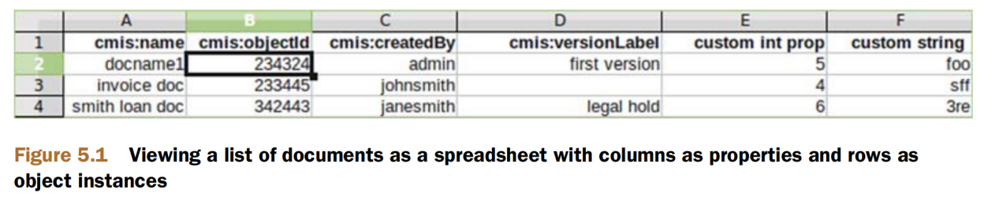 A B C D E F
1 cmis:name cmis:objectId cmis:createdBy cmis:versionLabel custom int prop custom string
2 docname1 234324 admin first version 5 foo
3 invoice doc 233445 johnsmith 4 sff
4 smith loan doc 342443 janesmith legal hold 6 3re
Figure 5.1 Viewing a list of documents as a spreadsheet with columns as properties and rows as
object instances